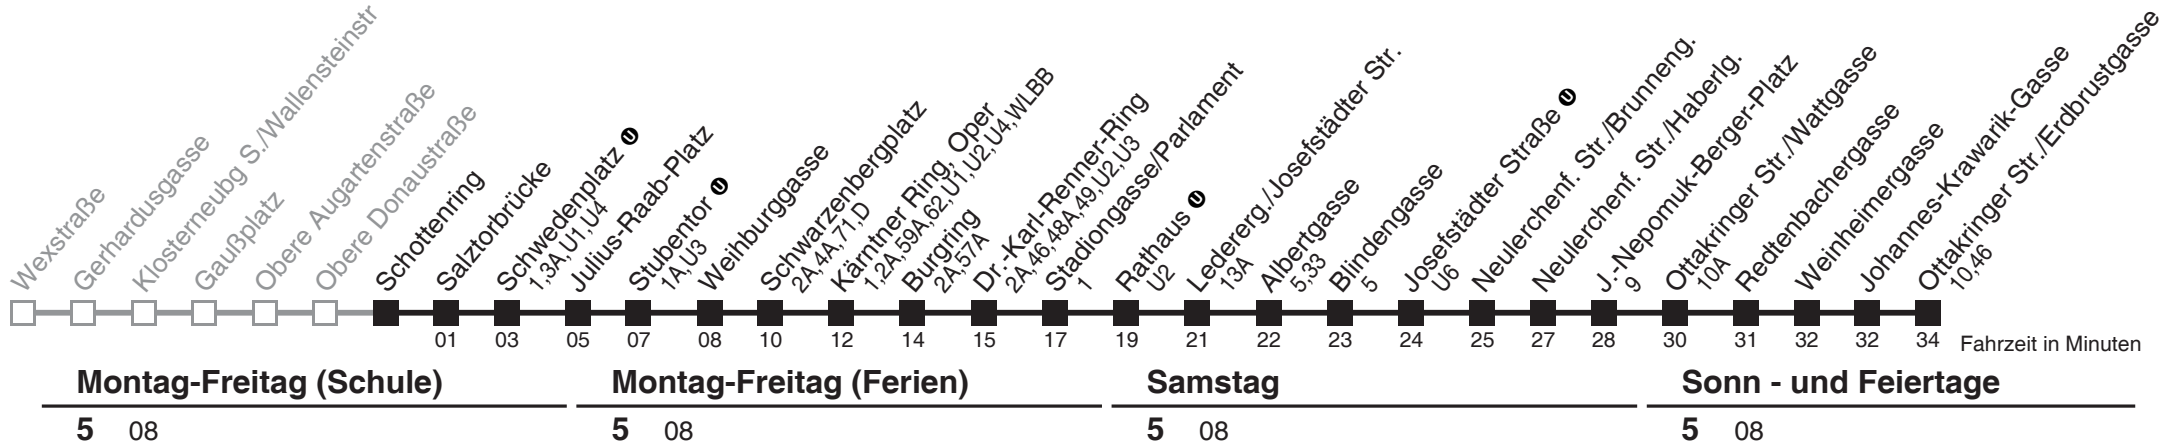 Wexstraße
Gerhardusgasse
Klosterneubg S./Wallensteinstr
Gaußplatz
Obere Augartenstraße
Obere Donaustraße
Schottenring
Salztorbrücke
Schwedenplatz U
1,3A,U1,U4
Julius-Raab-Platz
Stubentor U
1A,U3
Weihburggasse
Schwarzenbergplatz
2A,4A,71,D
Kärntner Ring, Oper
1,2A,59A,62,U1,U2,U4,WLBB
Burgring
2A,57A
Dr.-Karl-Renner-Ring
2A,46,48A,49,U2,U3
Stadiongasse/Parlament
1
Rathaus U
U2
Ledererg./Josefstädter Str.
13A
Albertgasse
5,33
Blindengasse
5
Josefstädter Straße U
U6
Neulerchenf. Str./Brunneng.
Neulerchenf. Str./Haberlg.
J.-Nepomuk-Berger-Platz
9
Ottakringer Str./Wattgasse
10A
Redtenbachergasse
Weinheimergasse
Johannes-Krawarik-Gasse
Ottakringer Str./Erdbrustgasse
10,46
01 03 05 07 08 10 12 14 15 17 19 21 22 23 24 25 27 28 30 31 32 32 34 Fahrzeit in Minuten
Montag-Freitag (Schule) Montag-Freitag (Ferien) Samstag Sonn - und Feiertage
5 08 5 08 5 08 5 08